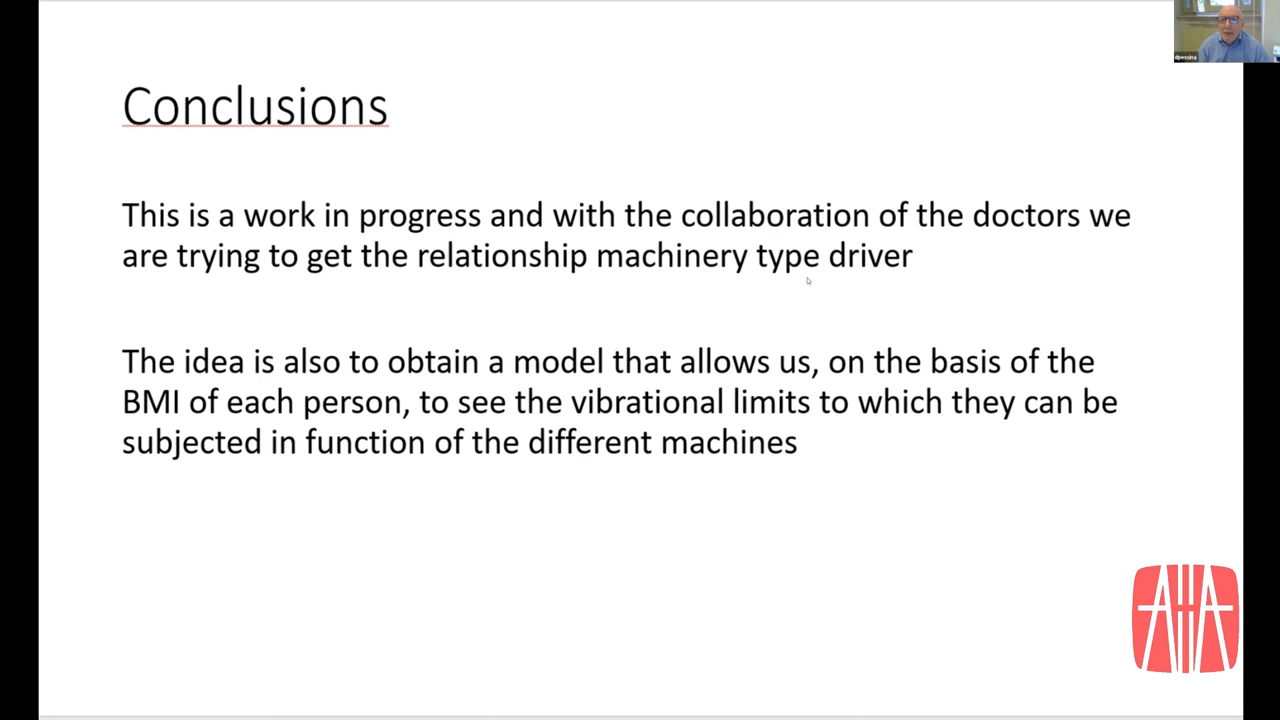 Conclusions
This is a work in progress and with the collaboration of the doctors we
are trying to get the relationship machinery type driver
The idea is also to obtain a model that allows us, on the basis of the
BMI of each person, to see the vibrational limits to which they can be
subjected in function of the different machines
dpessina
AIIA